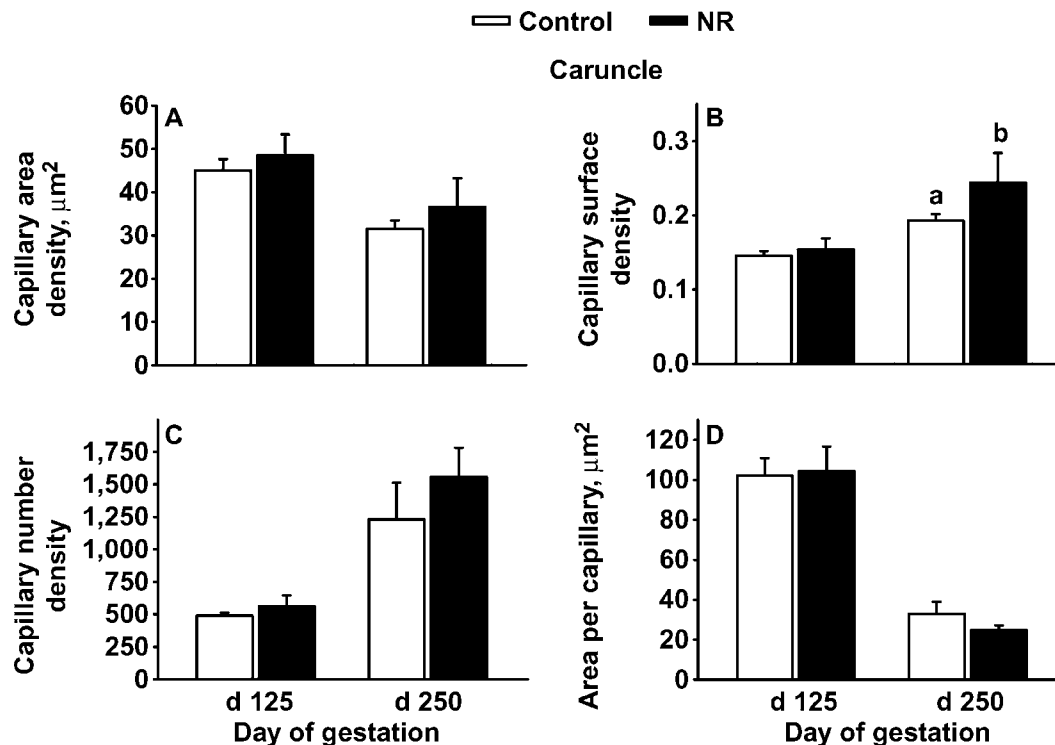 Control NR
Caruncle
A
60
50
40
30
20
10
0
Capillary area
density, μm²
B
a
b
0.3
0.2
0.1
0.0
Capillary surface
density
C
1,750
1,500
1,250
1,000
750
500
250
0
Capillary number
density
d 125 d 250
Day of gestation
D
120
100
80
60
40
20
0
Area per capillary, μm²
d 125 d 250
Day of gestation